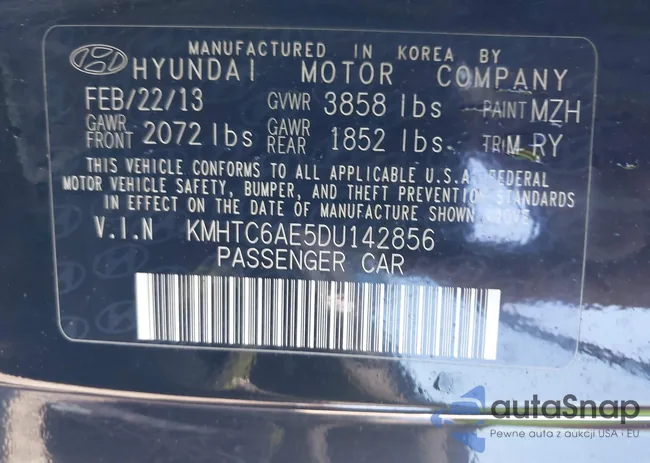 MANUFACTURED IN KOREA BY
HYUNDAI MOTOR COMPANY
FEB/22/13 GVWR 3858 lbs PAINT MZH
GAWR FRONT 2072 lbs GAWR REAR 1852 lbs TRIM RY
THIS VEHICLE CONFORMS TO ALL APPLICABLE U.S.A. FEDERAL
MOTOR VEHICLE SAFETY, BUMPER, AND THEFT PREVENTION STANDARDS
IN EFFECT ON THE DATE OF MANUFACTURE SHOWN ABOVE
V.I.N KMHTC6AE5DU142856
PASSENGER CAR
autaSnap
Pewne auta z aukcji USA i EU